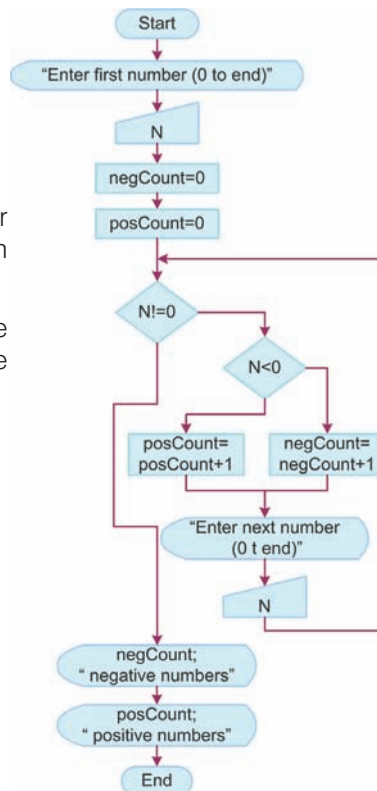 Start
“Enter first number (0 to end)”
N
negCount=0
posCount=0
r
n
N!=0
e
e
N<0
posCount=
posCount+1
negCount=
negCount+1
“Enter next number
(0 t end)”
N
negCount;
“ negative numbers”
posCount;
“ positive numbers”
End